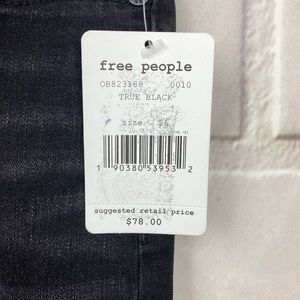 free people
OB823188 0010
TRUE BLACK
size: 26
1 90380 53953 2
suggested retail price
$78.00